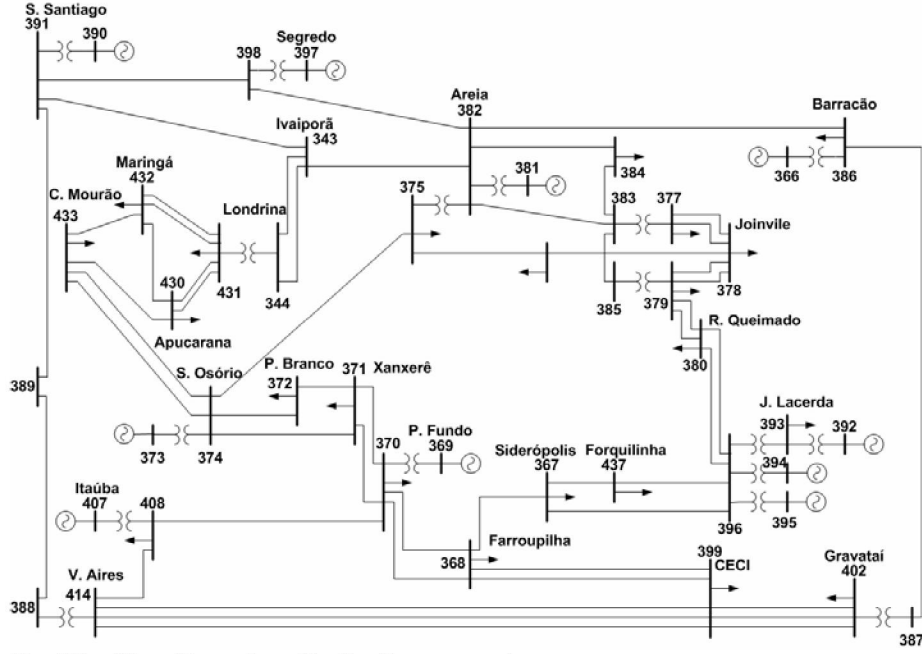 S. Santiago
391
390
398
Segredo
397
Areia
382
Barracão
Ivaiporã
343
381
384
366
386
Maringá
432
C. Mourão
433
Londrina
375
383
377
Joinvile
430
431
344
385
379
378
Apucarana
R. Queimado
380
389
S. Osório
P. Branco
372
371
Xanxerê
J. Lacerda
393
392
373
374
370
P. Fundo
369
Siderópolis
367
Forquilinha
437
394
Itaúba
407
408
396
395
Farroupilha
368
399
CECI
Gravataí
402
V. Aires
414
388
387